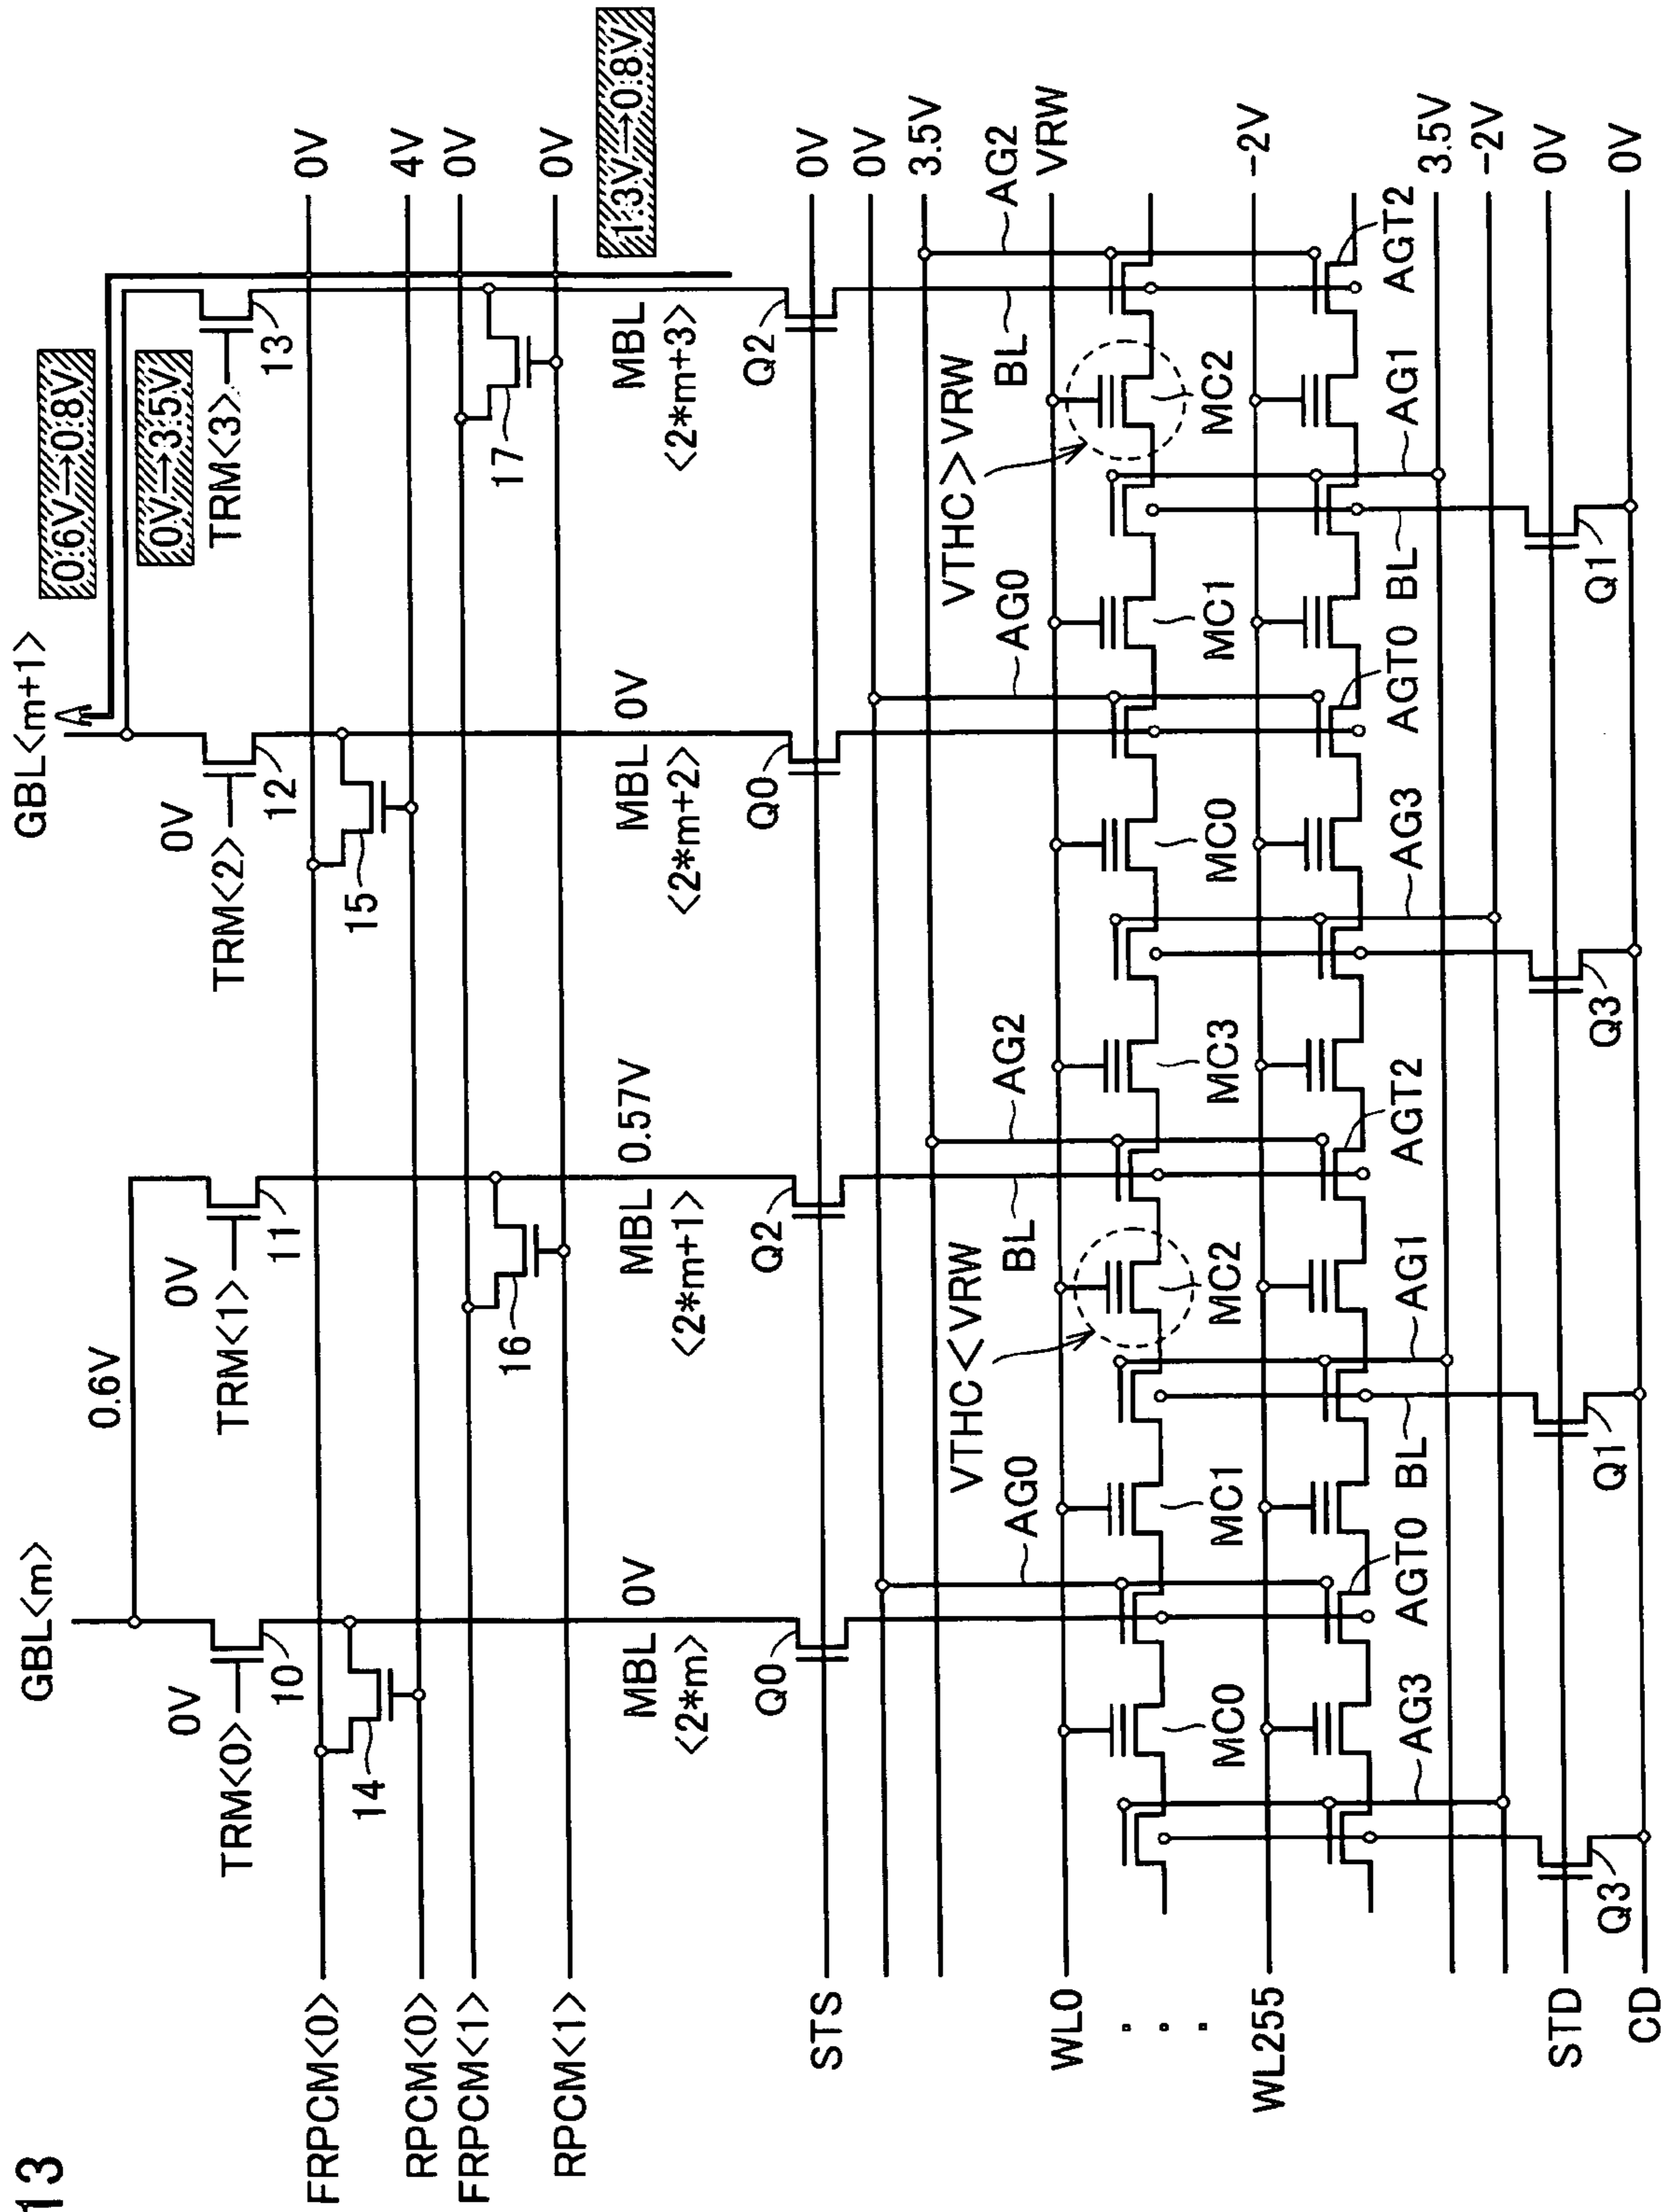 13
GBL<m>
GBL<m+1>
0.6V→0.8V
0.6V
0V
TRM<0>
10
0V
TRM<1>
11
0V
TRM<2>
12
0V→3.5V
TRM<3>
13
FRPCM<0>
0V
14
15
RPCM<0>
4V
FRPCM<1>
0V
16
17
RPCM<1>
0V
MBL 0V
<2*m>
MBL 0.57V
<2*m+1>
MBL 0V
<2*m+2>
MBL
<2*m+3>
1.3V→0.8V
Q0
Q2
Q0
Q2
STS
0V
0V
3.5V
AG0
BL
AG2
AG0
BL
AG2
VTHC<VRW
VTHC>VRW
WL0
VRW
MC0
MC1
MC2
MC3
MC0
MC1
MC2
WL255
-2V
AG3
AGT0
BL
AG1
AGT2
AG3
AGT0
BL
AG1
AGT2
3.5V
-2V
STD
0V
Q3
Q1
Q3
Q1
CD
0V